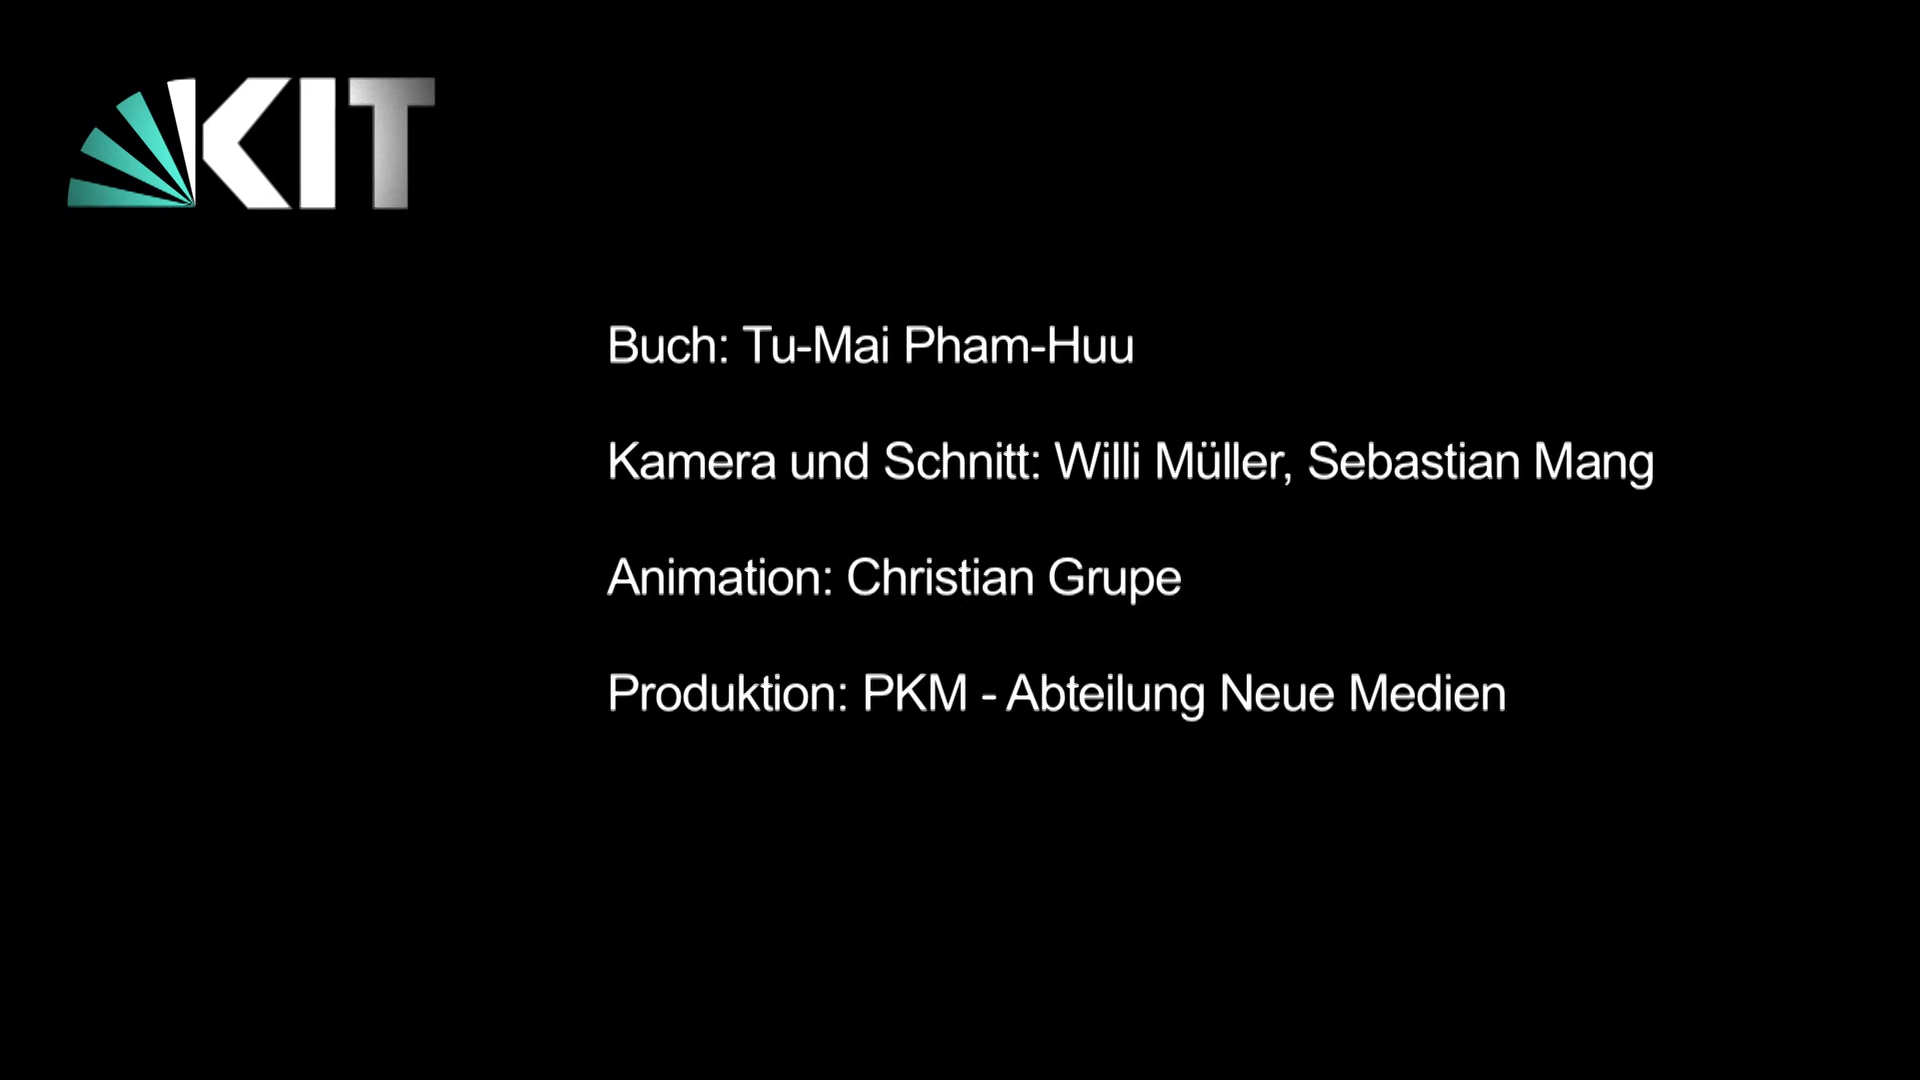 KIT
Buch: Tu-Mai Pham-Huu
Kamera und Schnitt: Willi Müller, Sebastian Mang
Animation: Christian Grupe
Produktion: PKM - Abteilung Neue Medien